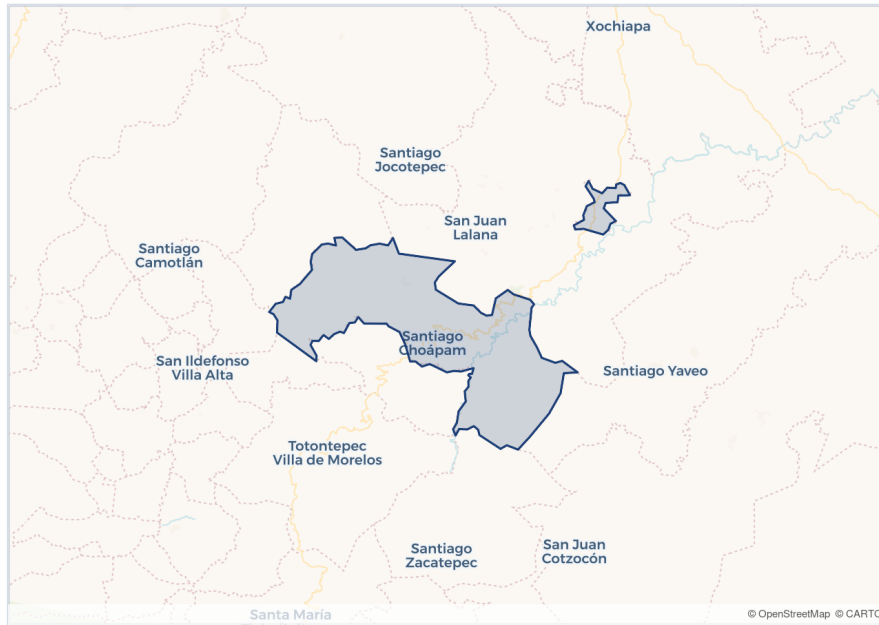 Xochiapa
Santiago
Jocotepec
San Juan
Lalana
Santiago
Camotlán
Santiago
Choápam
San Ildefonso
Villa Alta
Santiago Yaveo
Totontepec
Villa de Morelos
Santiago
Zacatepec
San Juan
Cotzocón
Santa María
© OpenStreetMap © CARTO